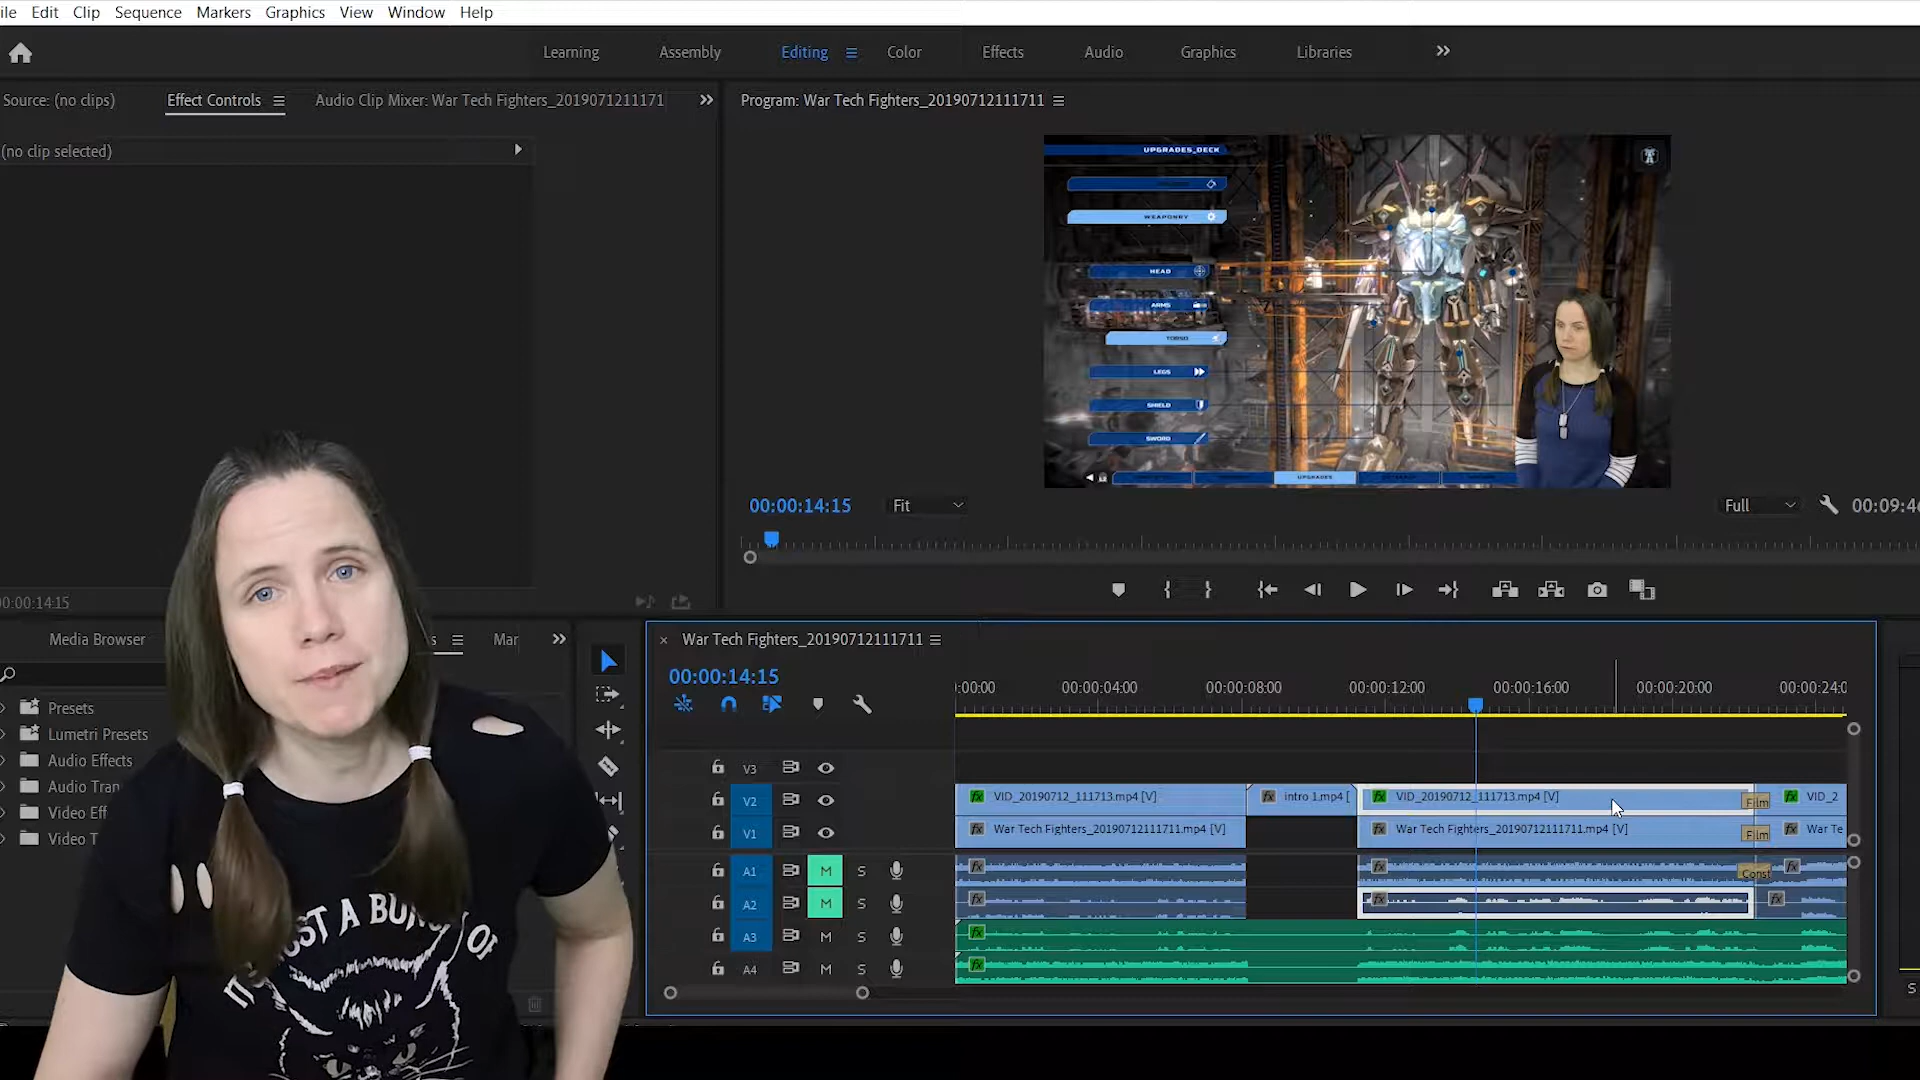 ile Edit Clip Sequence Markers Graphics View Window Help
Learning Assembly Editing Color Effects Audio Graphics Libraries
Source: (no clips) Effect Controls Audio Clip Mixer: War Tech Fighters_2019071211171
Program: War Tech Fighters_20190712111711
(no clip selected)
UPGRADES_DECK
WEAPONRY
HEAD
ARMS
TORSO
LEGS
SHIELD
SWORD
UPGRADES
00:00:14:15 Fit Full 00:09:46
00:00:14:15
Media Browser s Mar
War Tech Fighters_20190712111711
00:00:14:15
:00:00 00:00:04:00 00:00:08:00 00:00:12:00 00:00:16:00 00:00:20:00 00:00:24:0
Presets
Lumetri Presets
Audio Effects
Audio Tran
Video Eff
Video T
V3
V2 VID_20190712_111713.mp4 [V] intro 1.mp4 [ VID_20190712_111713.mp4 [V] Film VID_2
V1 War Tech Fighters_20190712111711.mp4 [V] War Tech Fighters_20190712111711.mp4 [V] Film War Te
A1 M S Const
A2 M S
A3 M S
A4 M S
S
JUST A BUN OF